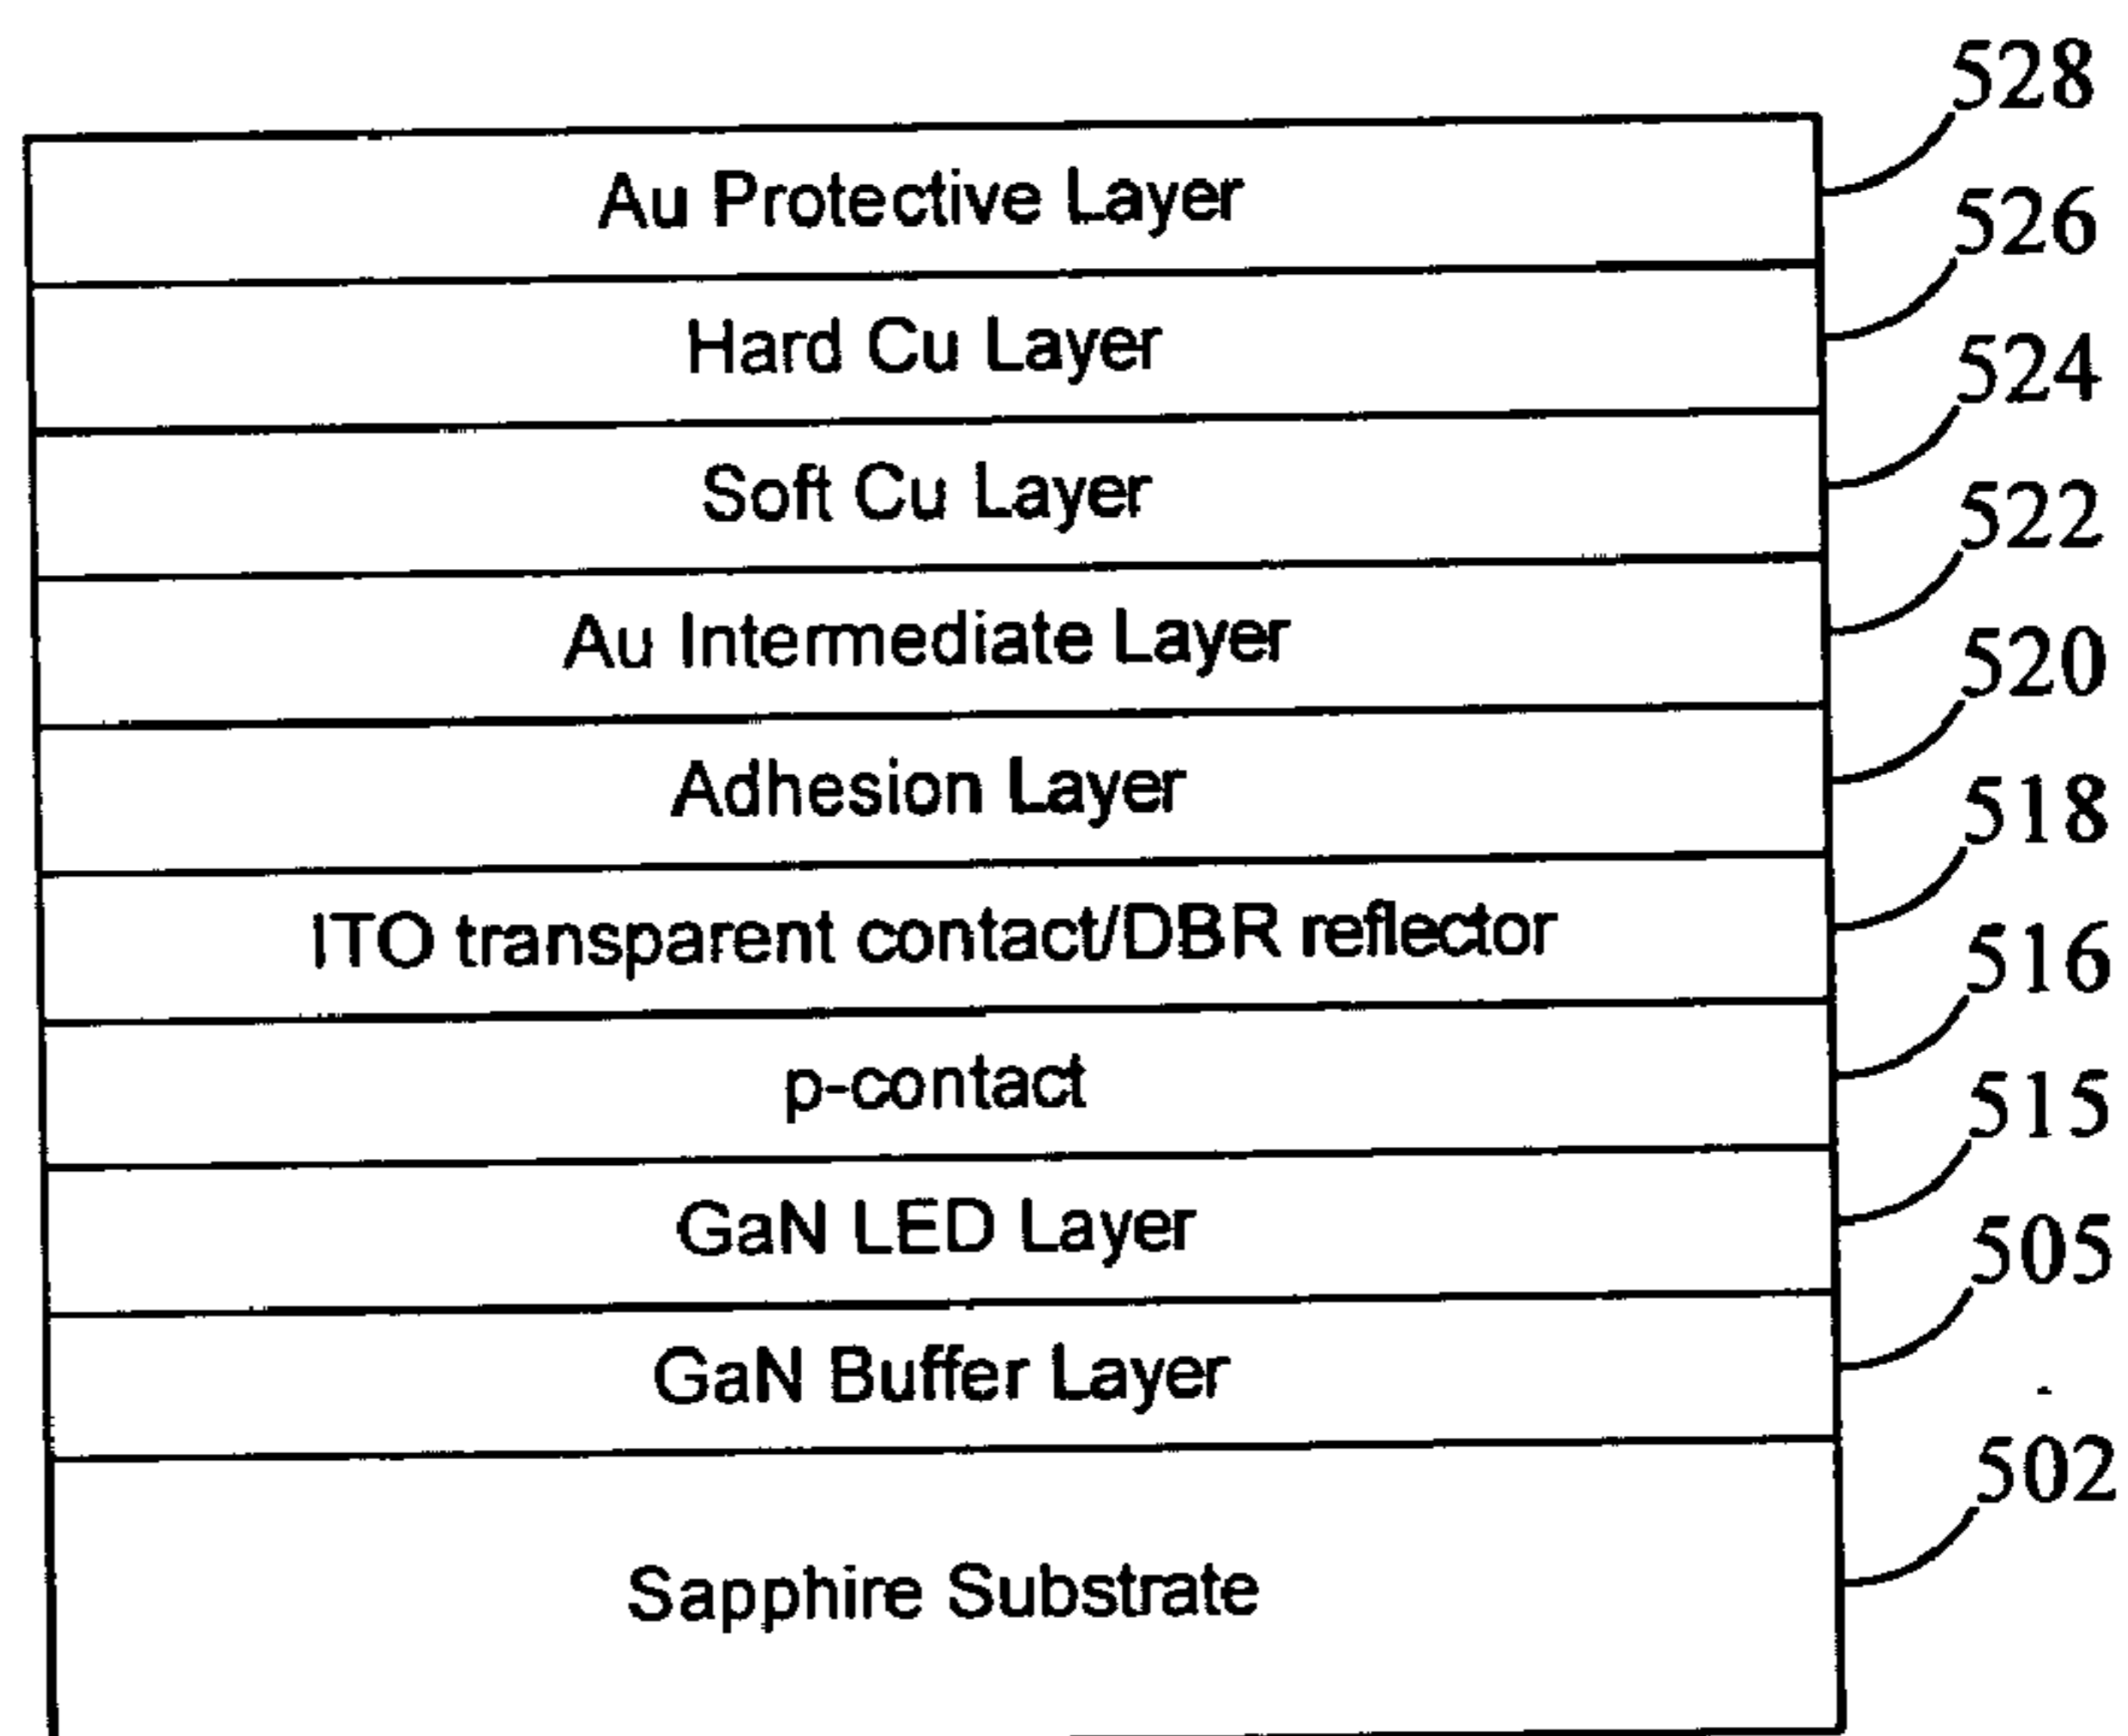 528
Au Protective Layer
526
Hard Cu Layer
524
Soft Cu Layer
522
Au Intermediate Layer
520
Adhesion Layer
518
ITO transparent contact/DBR reflector
516
p-contact
515
GaN LED Layer
505
GaN Buffer Layer
502
Sapphire Substrate